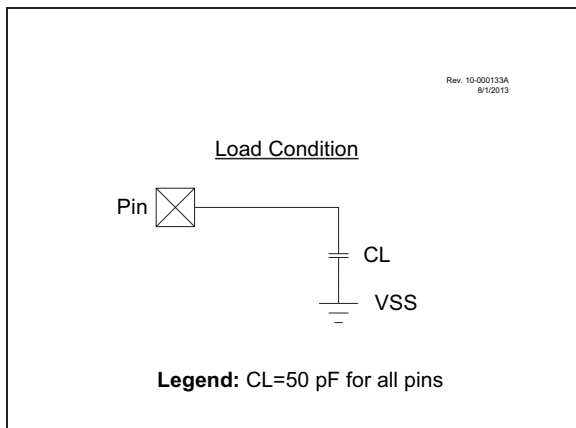 Rev. 10-000133A
8/1/2013
Load Condition
Pin
CL
VSS
Legend: CL=50 pF for all pins